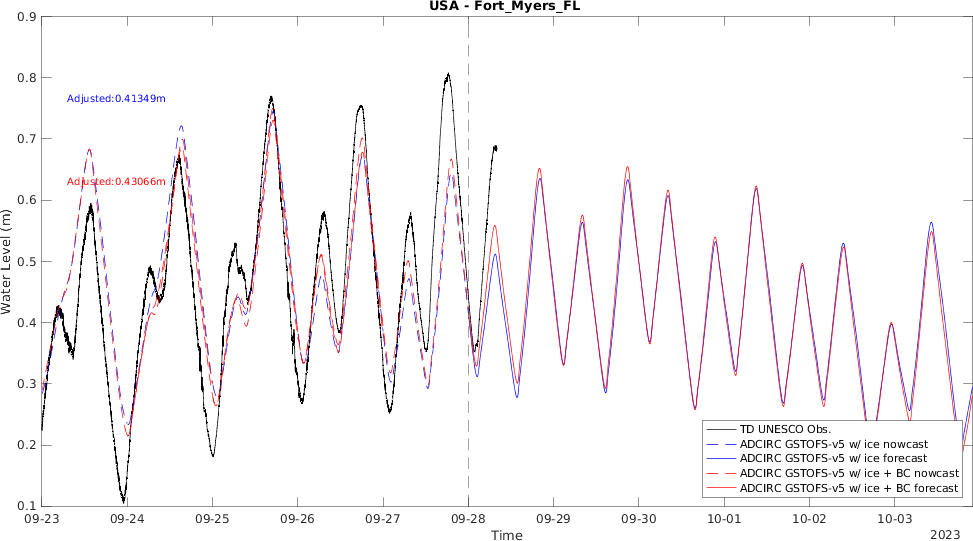 USA - Fort_Myers_FL
0.9
0.8
0.7
0.6
0.5
0.4
0.3
0.2
0.1
Water Level (m)
Adjusted:0.41349m
Adjusted:0.43066m
TD UNESCO Obs.
ADCIRC GSTOFS-v5 w/ ice nowcast
ADCIRC GSTOFS-v5 w/ ice forecast
ADCIRC GSTOFS-v5 w/ ice + BC nowcast
ADCIRC GSTOFS-v5 w/ ice + BC forecast
09-23 09-24 09-25 09-26 09-27 09-28 09-29 09-30 10-01 10-02 10-03
Time
2023